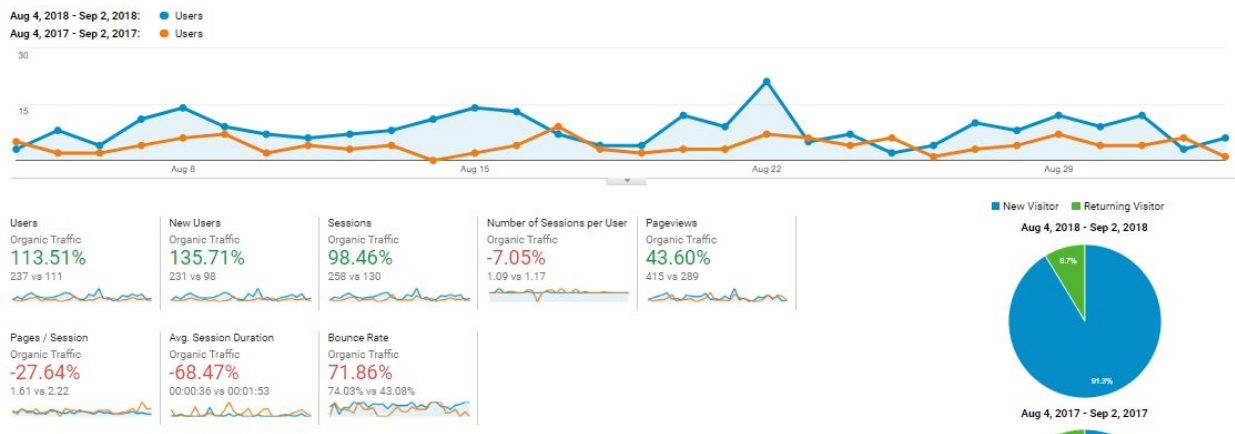 Aug 4, 2018 - Sep 2, 2018: Users
Aug 4, 2017 - Sep 2, 2017: Users
30
15
Aug 8 Aug 15 Aug 22 Aug 29
Users
Organic Traffic
113.51%
237 vs 111
New Users
Organic Traffic
135.71%
231 vs 98
Sessions
Organic Traffic
98.46%
258 vs 130
Number of Sessions per User
Organic Traffic
-7.05%
1.09 vs 1.17
Pageviews
Organic Traffic
43.60%
415 vs 289
Pages / Session
Organic Traffic
-27.64%
1.61 vs 2.22
Avg. Session Duration
Organic Traffic
-68.47%
00:00:36 vs 00:01:53
Bounce Rate
Organic Traffic
71.86%
74.03% vs 43.08%
New Visitor Returning Visitor
Aug 4, 2018 - Sep 2, 2018
8.7%
91.3%
Aug 4, 2017 - Sep 2, 2017